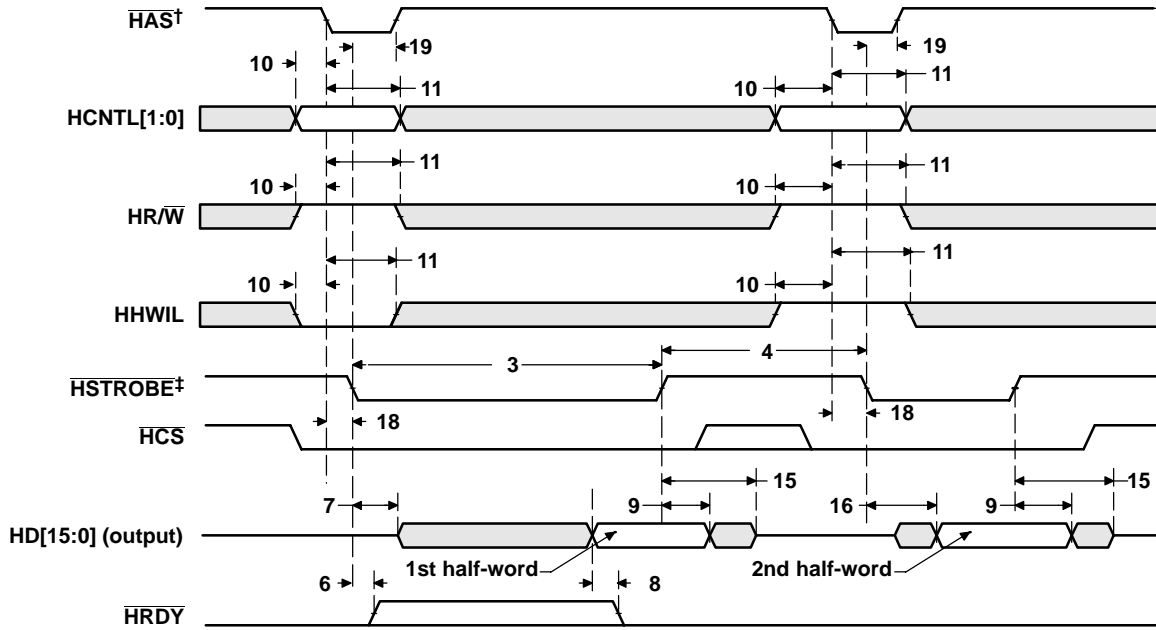 HAS†
19
19
10
11
11
10
HCNTL[1:0]
11
11
10
10
HR/W
11
11
10
10
HHWIL
3
4
HSTROBE‡
18
18
HCS
15
15
7
9
16
9
HD[15:0] (output)
1st half-word
2nd half-word
6
8
HRDY